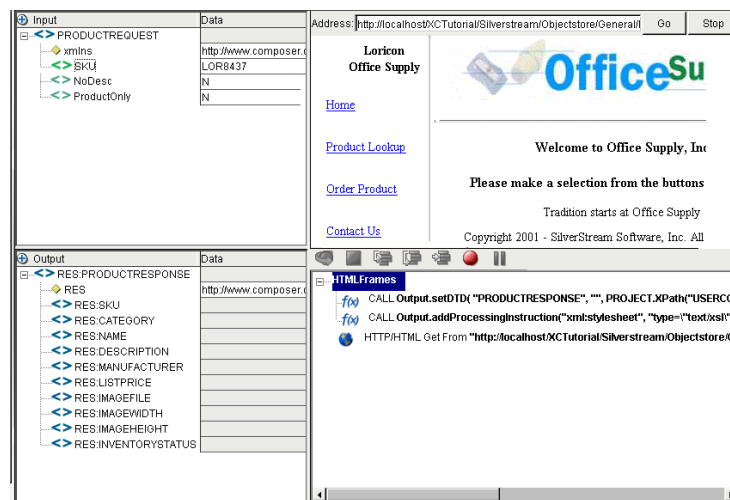 Input Data
PRODUCTREQUEST
xmlns http://www.composer.c
SKU LOR8437
NoDesc N
ProductOnly N
Address: http://localhost/XCTutorial/Silverstream/Objectstore/General/I Go Stop
Loricon
Office Supply
Home
Product Lookup
Order Product
Contact Us
OfficeSu
Welcome to Office Supply, Inc
Please make a selection from the buttons
Tradition starts at Office Supply
Copyright 2001 - SilverStream Software, Inc. All
Output Data
RES:PRODUCTRESPONSE
RES http://www.composer.c
RES:SKU
RES:CATEGORY
RES:NAME
RES:DESCRIPTION
RES:MANUFACTURER
RES:LISTPRICE
RES:IMAGEFILE
RES:IMAGEWIDTH
RES:IMAGEHEIGHT
RES:INVENTORYSTATUS
HTMLFrames
f(x) CALL Output.setDTD( "PRODUCTRESPONSE", "", PROJECT.XPath("USERCO
f(x) CALL Output.addProcessingInstruction("xml:stylesheet", "type=\"text/xsl\"
HTTP/HTML Get From "http://localhost/XCTutorial/Silverstream/Objectstore/G